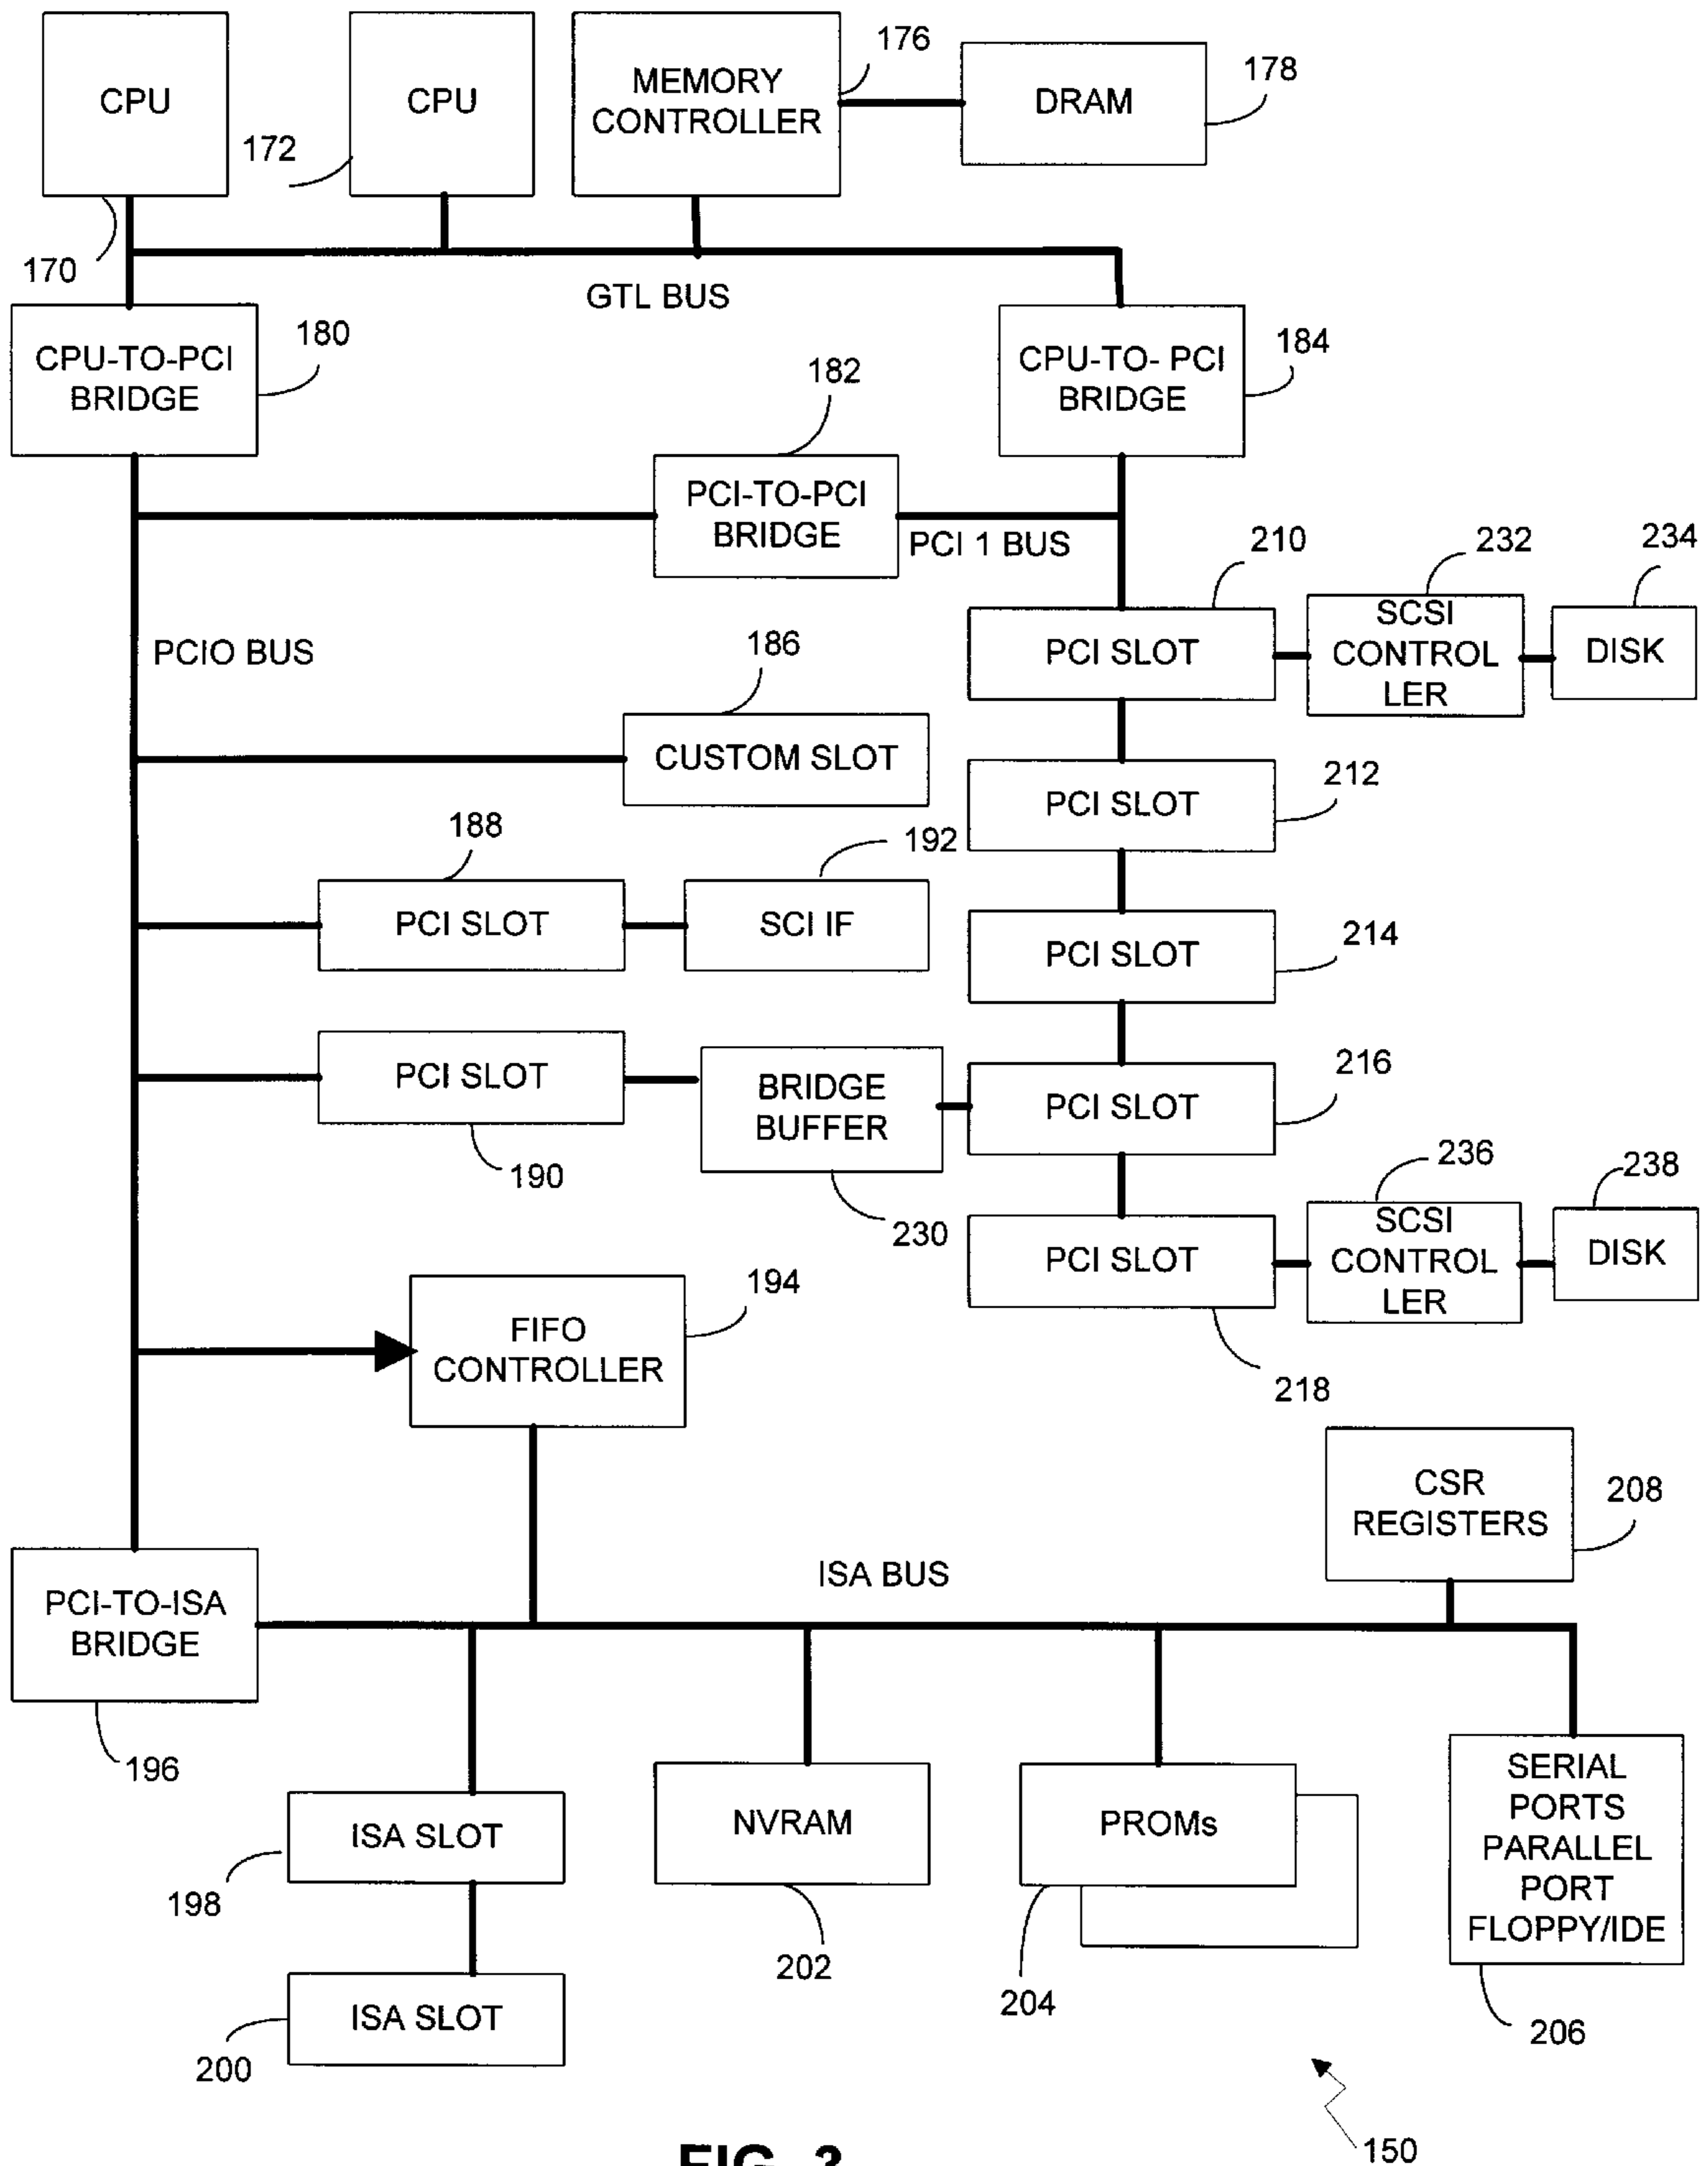 CPU
CPU
MEMORY
CONTROLLER
176
DRAM
178
172
170
GTL BUS
CPU-TO-PCI
BRIDGE
180
182
CPU-TO- PCI
BRIDGE
184
PCI-TO-PCI
BRIDGE
PCI 1 BUS
210
232
234
PCIO BUS
186
PCI SLOT
SCSI
CONTROL
LER
DISK
CUSTOM SLOT
PCI SLOT
212
188
192
PCI SLOT
SCI IF
PCI SLOT
214
PCI SLOT
190
BRIDGE
BUFFER
230
PCI SLOT
216
236
238
PCI SLOT
SCSI
CONTROL
LER
DISK
218
FIFO
CONTROLLER
194
CSR
REGISTERS
208
PCI-TO-ISA
BRIDGE
ISA BUS
196
ISA SLOT
198
NVRAM
202
PROMs
204
SERIAL
PORTS
PARALLEL
PORT
FLOPPY/IDE
206
ISA SLOT
200
150
FIG. 3